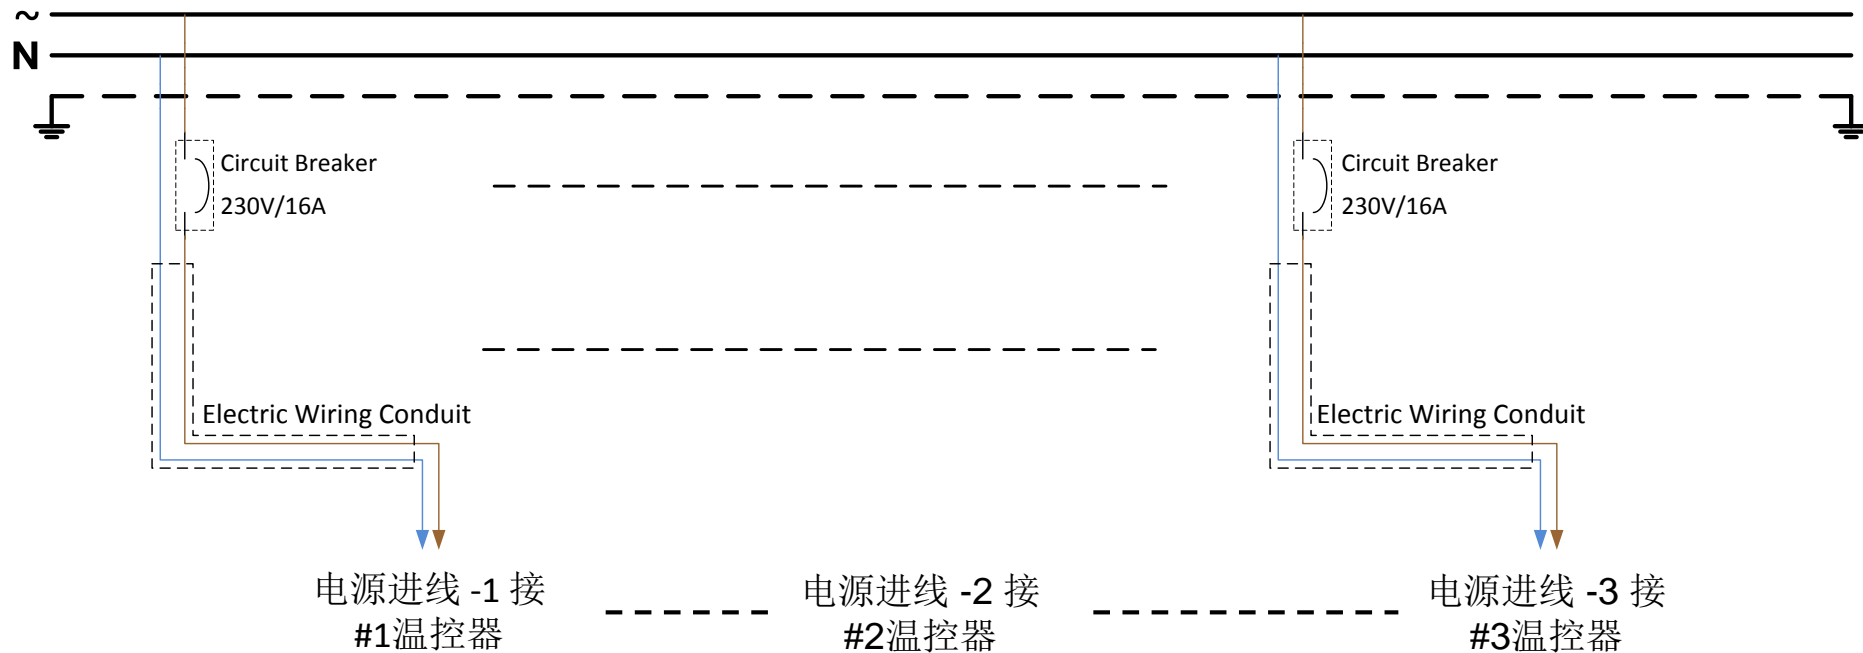 ~
N
Circuit Breaker
230V/16A
Circuit Breaker
230V/16A
Electric Wiring Conduit
Electric Wiring Conduit
电源进线 -1 接
#1温控器
电源进线 -2 接
#2温控器
电源进线 -3 接
#3温控器